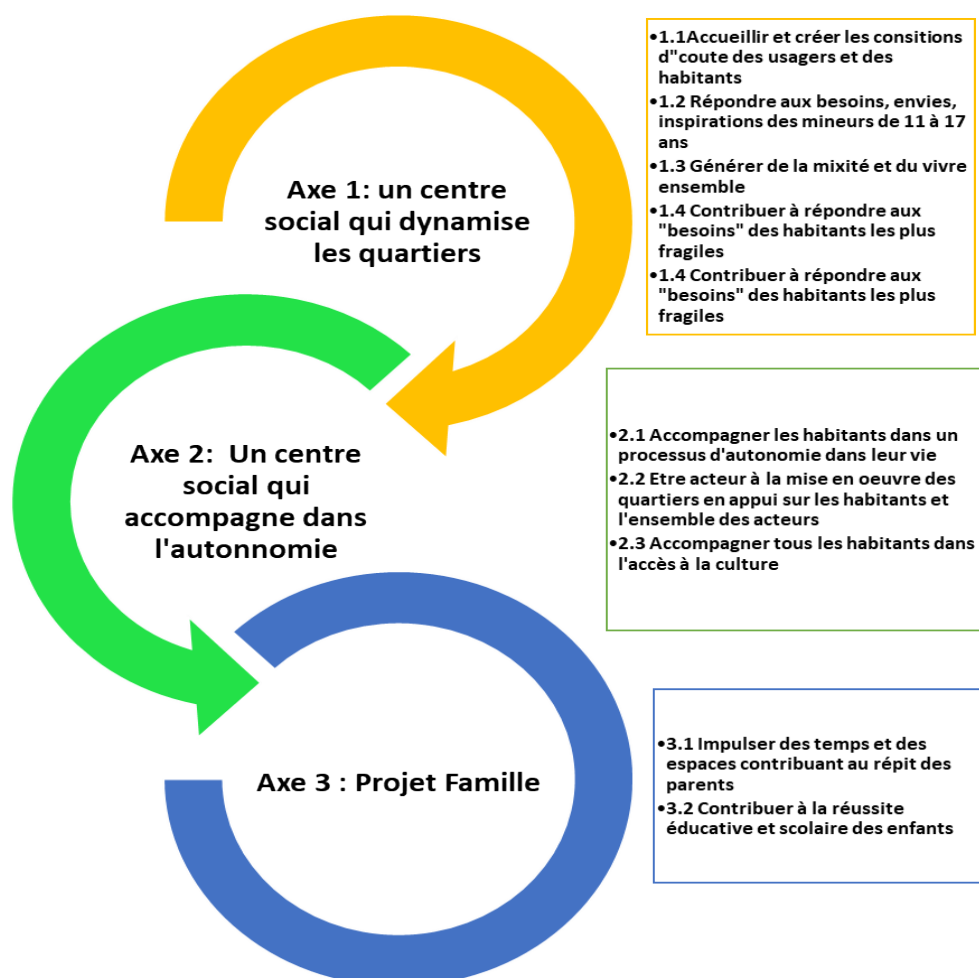 Axe 1: un centre
social qui dynamise
les quartiers
•1.1Accueillir et créer les consitions
d"coute des usagers et des
habitants
•1.2 Répondre aux besoins, envies,
inspirations des mineurs de 11 à 17
ans
•1.3 Générer de la mixité et du vivre
ensemble
•1.4 Contribuer à répondre aux
"besoins" des habitants les plus
fragiles
•1.4 Contribuer à répondre aux
"besoins" des habitants les plus
fragiles
Axe 2:  Un centre
social qui
accompagne dans
l'autonnomie
•2.1 Accompagner les habitants dans un
processus d'autonomie dans leur vie
•2.2 Etre acteur à la mise en oeuvre des
quartiers en appui sur les habitants et
l'ensemble des acteurs
•2.3 Accompagner tous les habitants dans
l'accès à la culture
Axe 3 : Projet Famille
•3.1 Impulser des temps et des
espaces contribuant au répit des
parents
•3.2 Contribuer à la réussite
éducative et scolaire des enfants